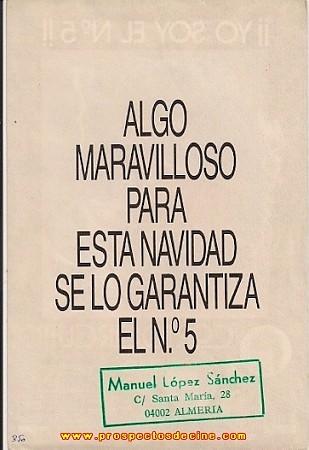 ¡¡YO SOY EL Nº 5!!
ALGO
MARAVILLOSO
PARA
ESTA NAVIDAD
SE LO GARANTIZA
EL N.º 5
Manuel López Sánchez
C/ Santa María, 28
04002 ALMERIA
www.prospectosdecine.com